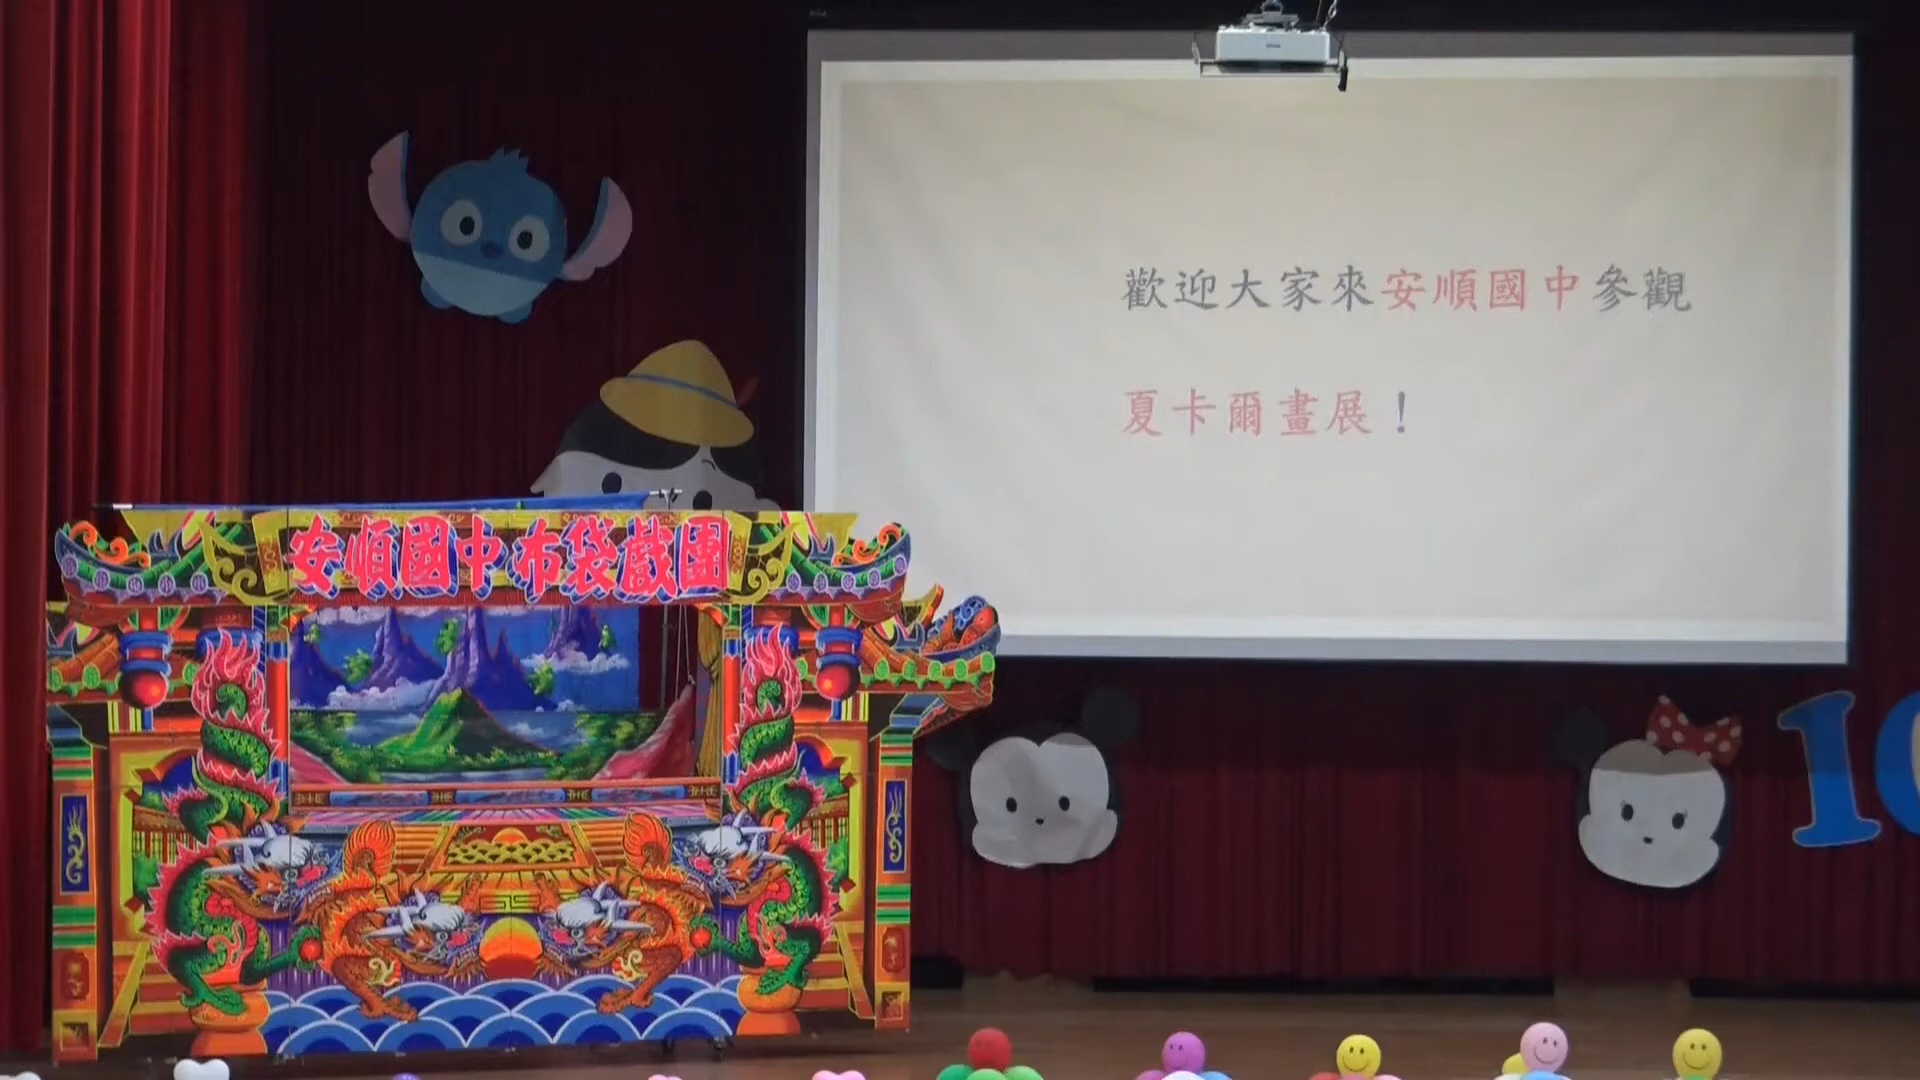 歡迎大家來安順國中參觀
夏卡爾畫展！
安順國中布袋戲團
10